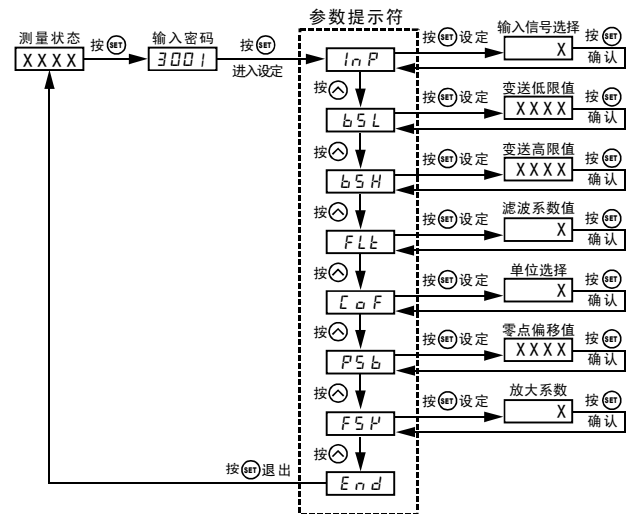 参数提示符
测量状态
XXXX
按SET
输入密码
3001
按SET
进入设定
InP
按SET设定
输入信号选择
X
按SET
确认
按
bSL
按SET设定
变送低限值
XXXX
按SET
确认
按
bSH
按SET设定
变送高限值
XXXX
按SET
确认
按
FLt
按SET设定
滤波系数值
X
按SET
确认
按
CoF
按SET设定
单位选择
X
按SET
确认
按
PSb
按SET设定
零点偏移值
XXXX
按SET
确认
按
FSK
按SET设定
放大系数
X
按SET
确认
按
按SET退出
End